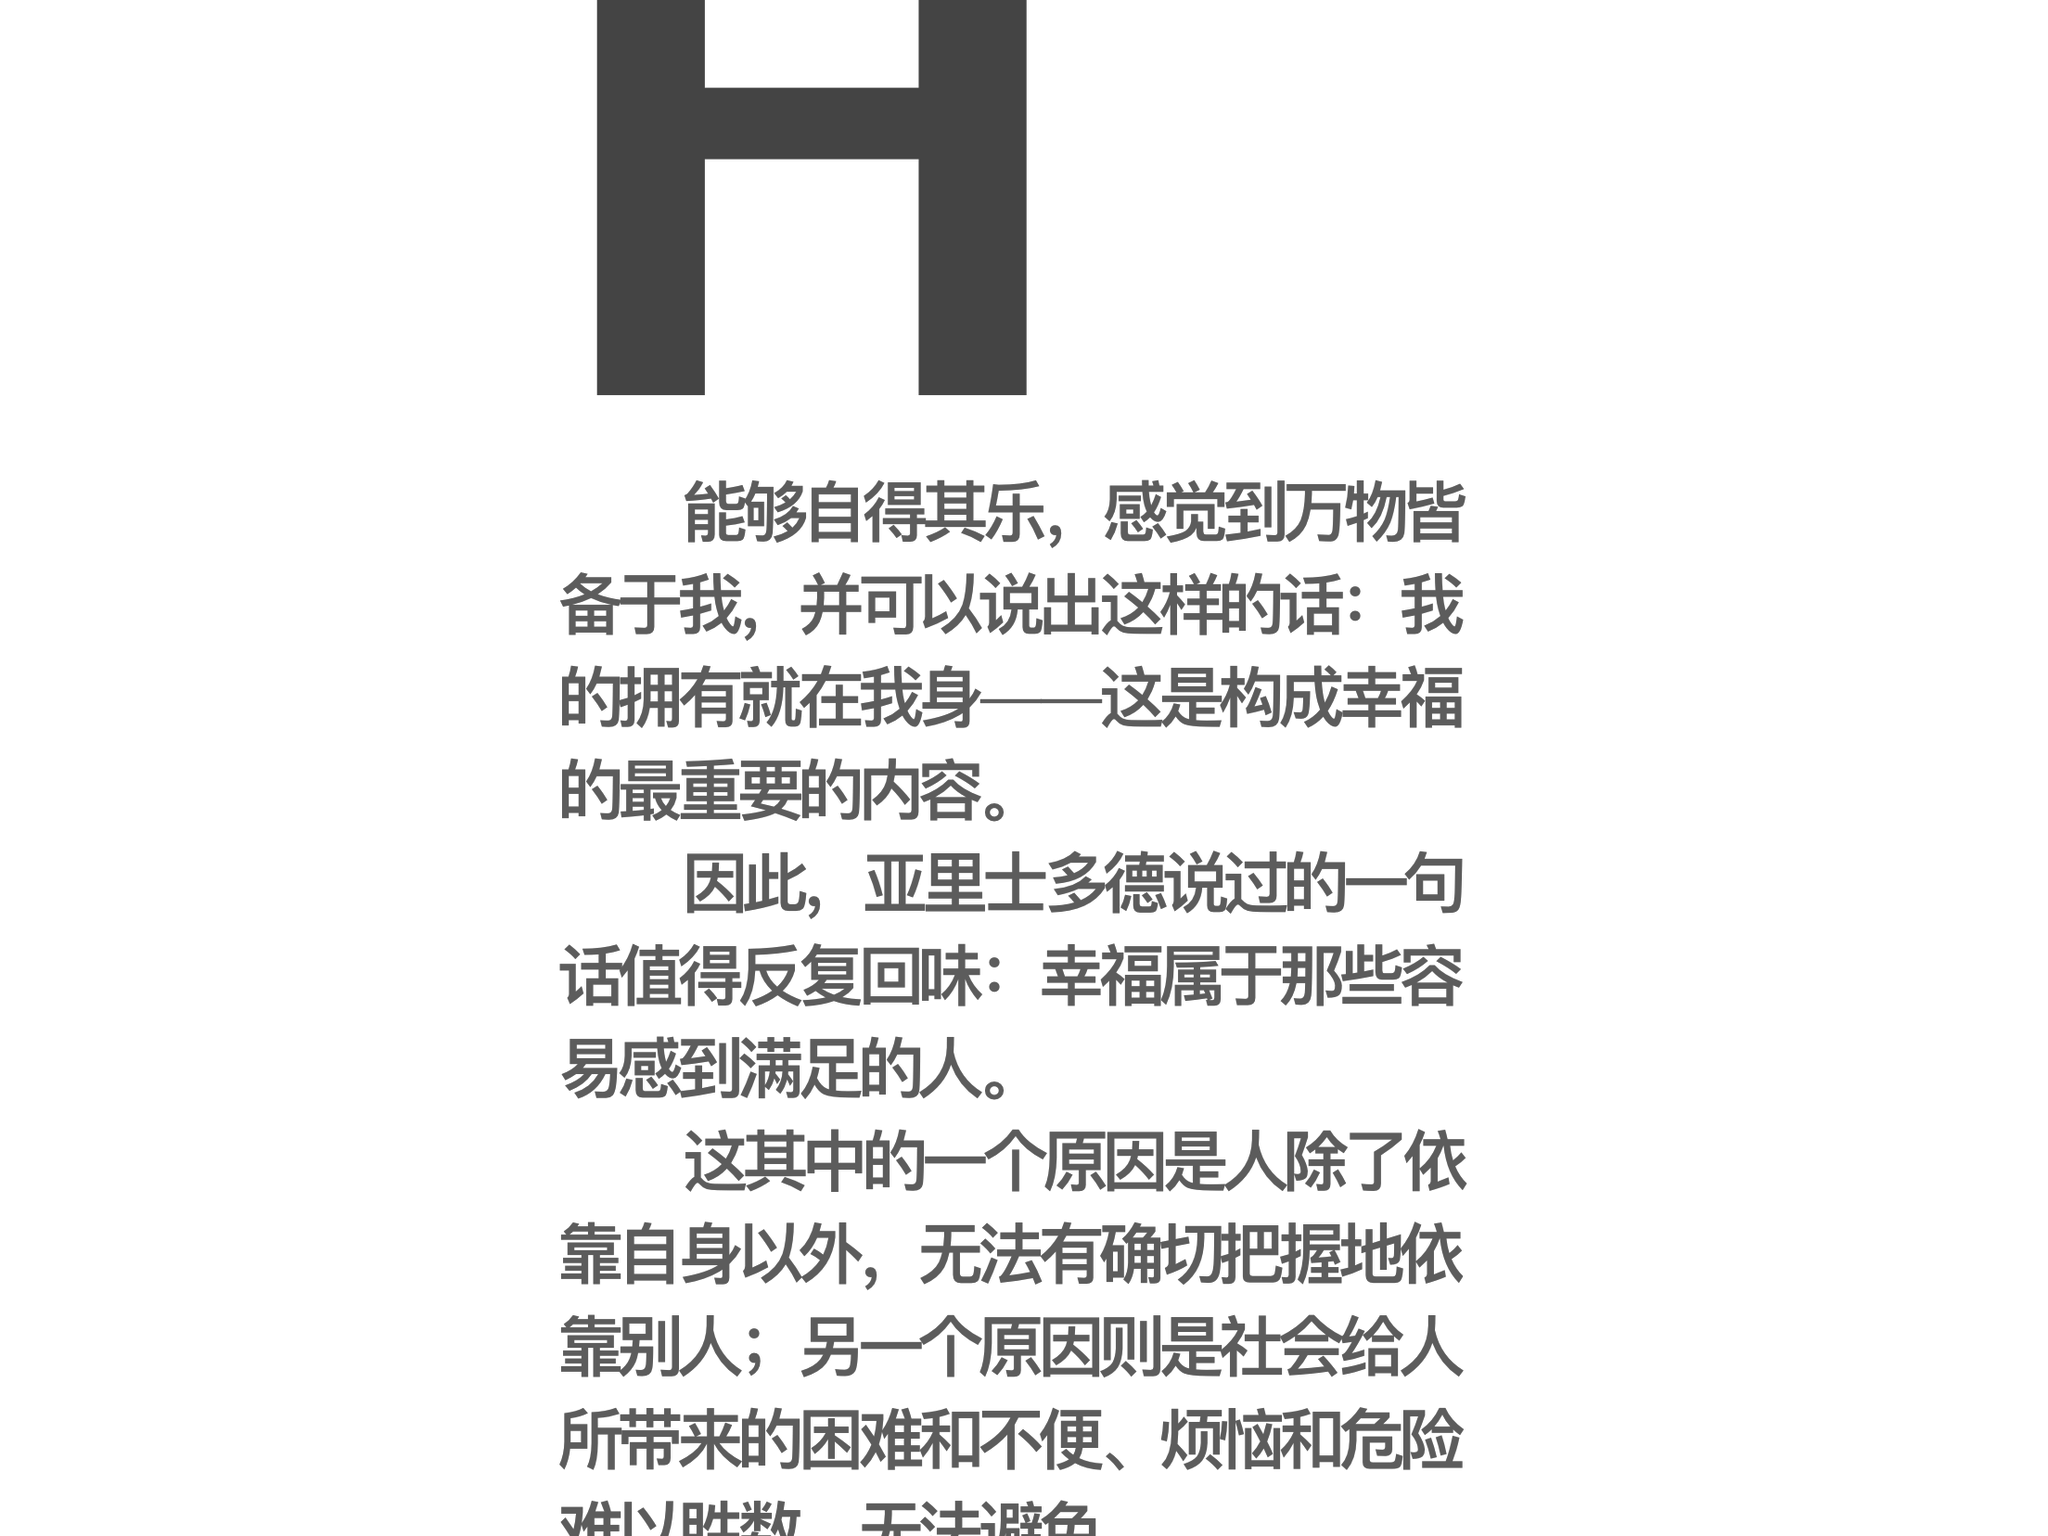 H
能够自得其乐，感觉到万物皆
备于我，并可以说出这样的话：我
的拥有就在我身——这是构成幸福
的最重要的内容。
因此，亚里士多德说过的一句
话值得反复回味：幸福属于那些容
易感到满足的人。
这其中的一个原因是人除了依
靠自身以外，无法有确切把握地依
靠别人；另一个原因则是社会给人
所带来的困难和不便、烦恼和危险
难以胜数，无法避免